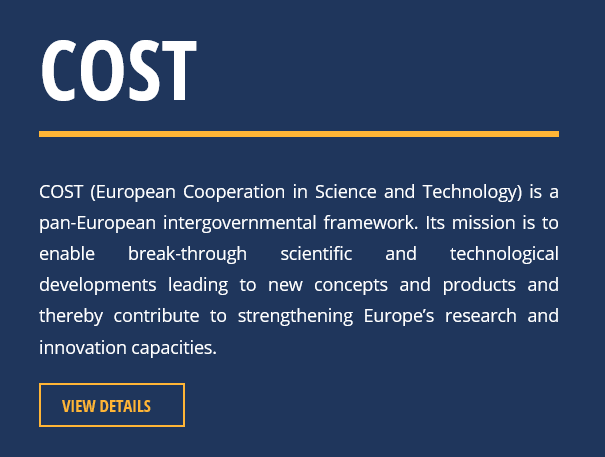 COST
COST (European Cooperation in Science and Technology) is a
pan-European intergovernmental framework. Its mission is to
enable break-through scientific and technological
developments leading to new concepts and products and
thereby contribute to strengthening Europe’s research and
innovation capacities.
VIEW DETAILS